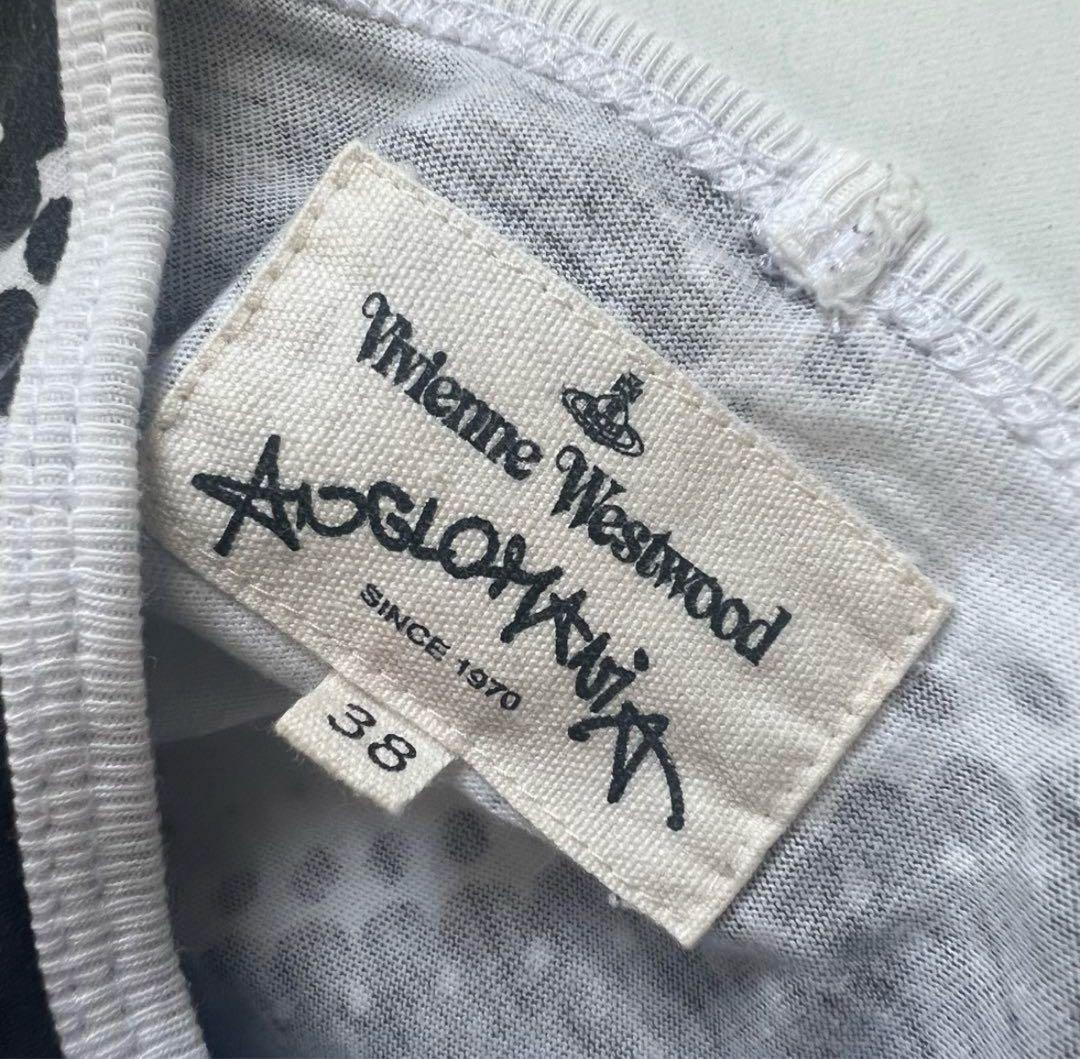 Vivienne Westwood
ANGLOMANiA
SINCE 1970
38